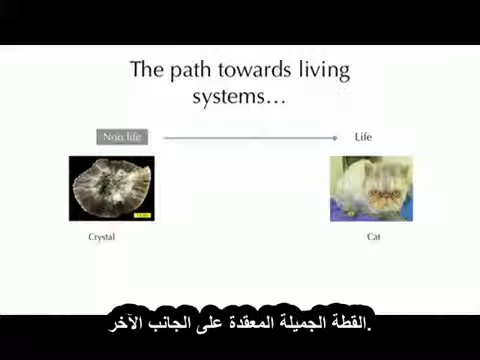 The path towards living
systems...
Non life
Life
Crystal
Cat
القطة الجميلة المعقدة على الجانب الآخر.